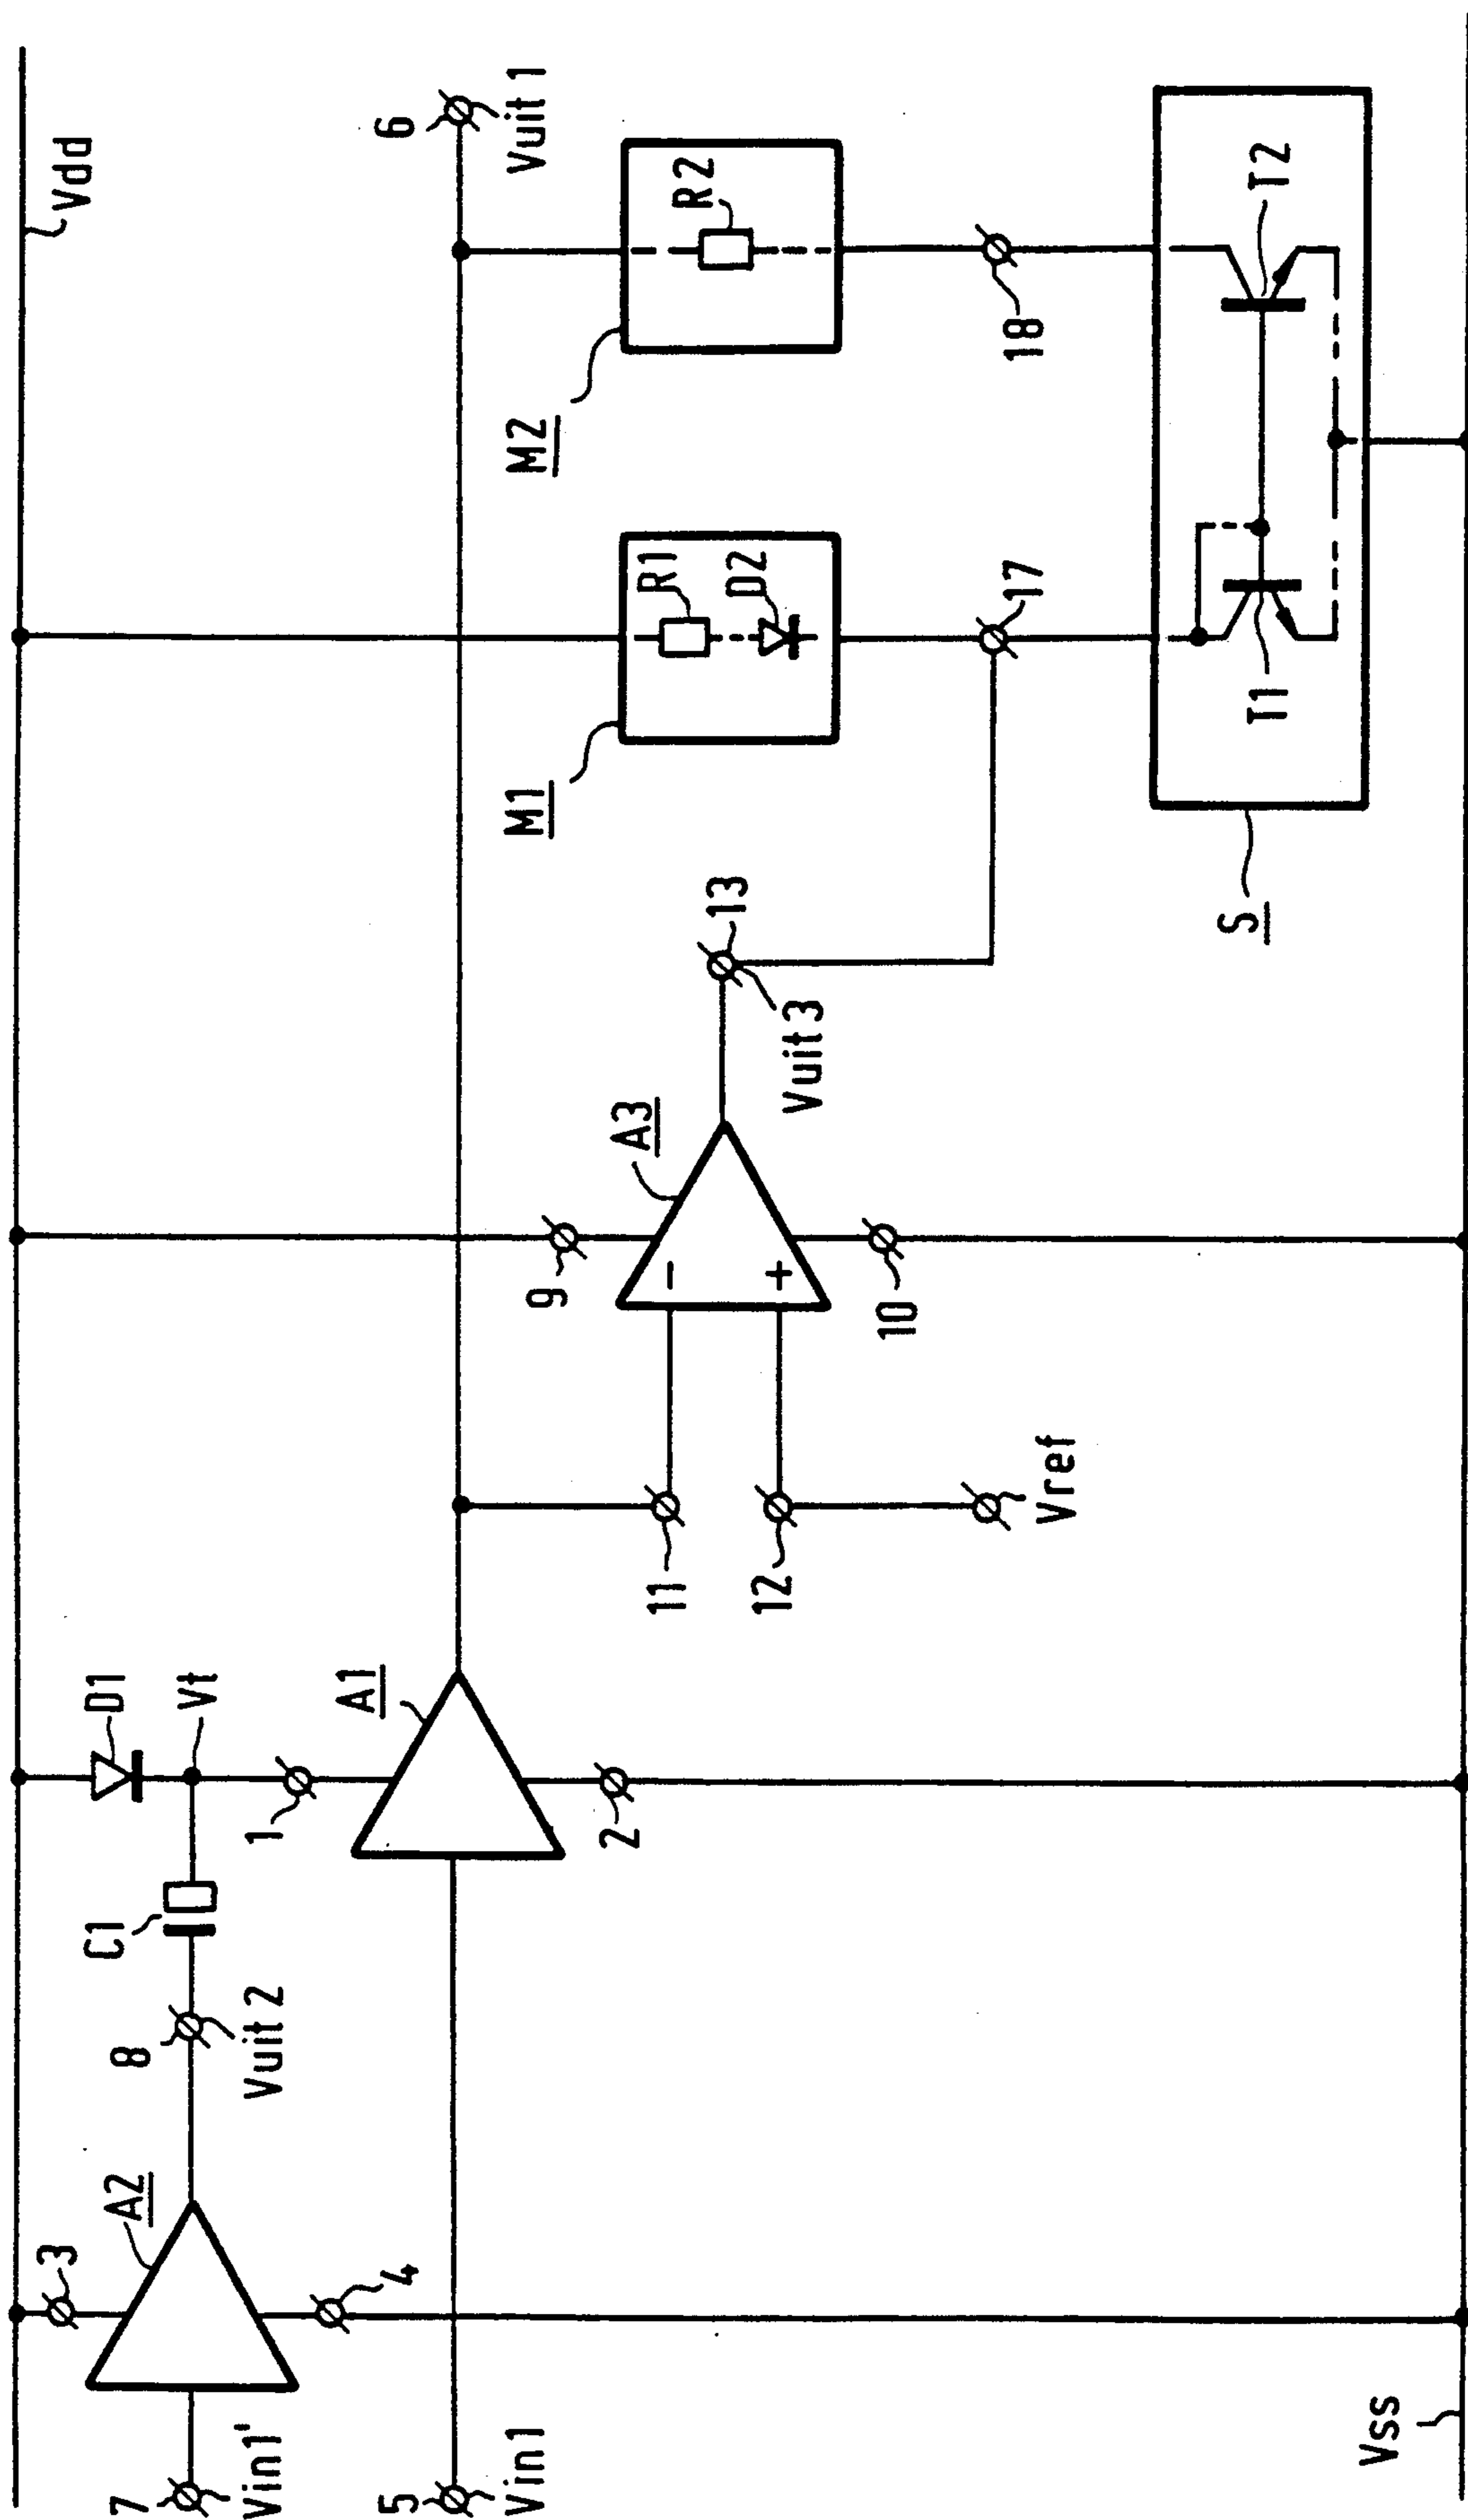 Vdd
3
A2
8
C1
D1
Vt
7
Vin1'
Vuit 2
1
A1
6
Vuit 1
5
Vin1
4
2
11
12
Vref
9
10
A3
13
Vuit 3
M1
R1
D2
M2
R2
17
18
S
T1
T2
Vss